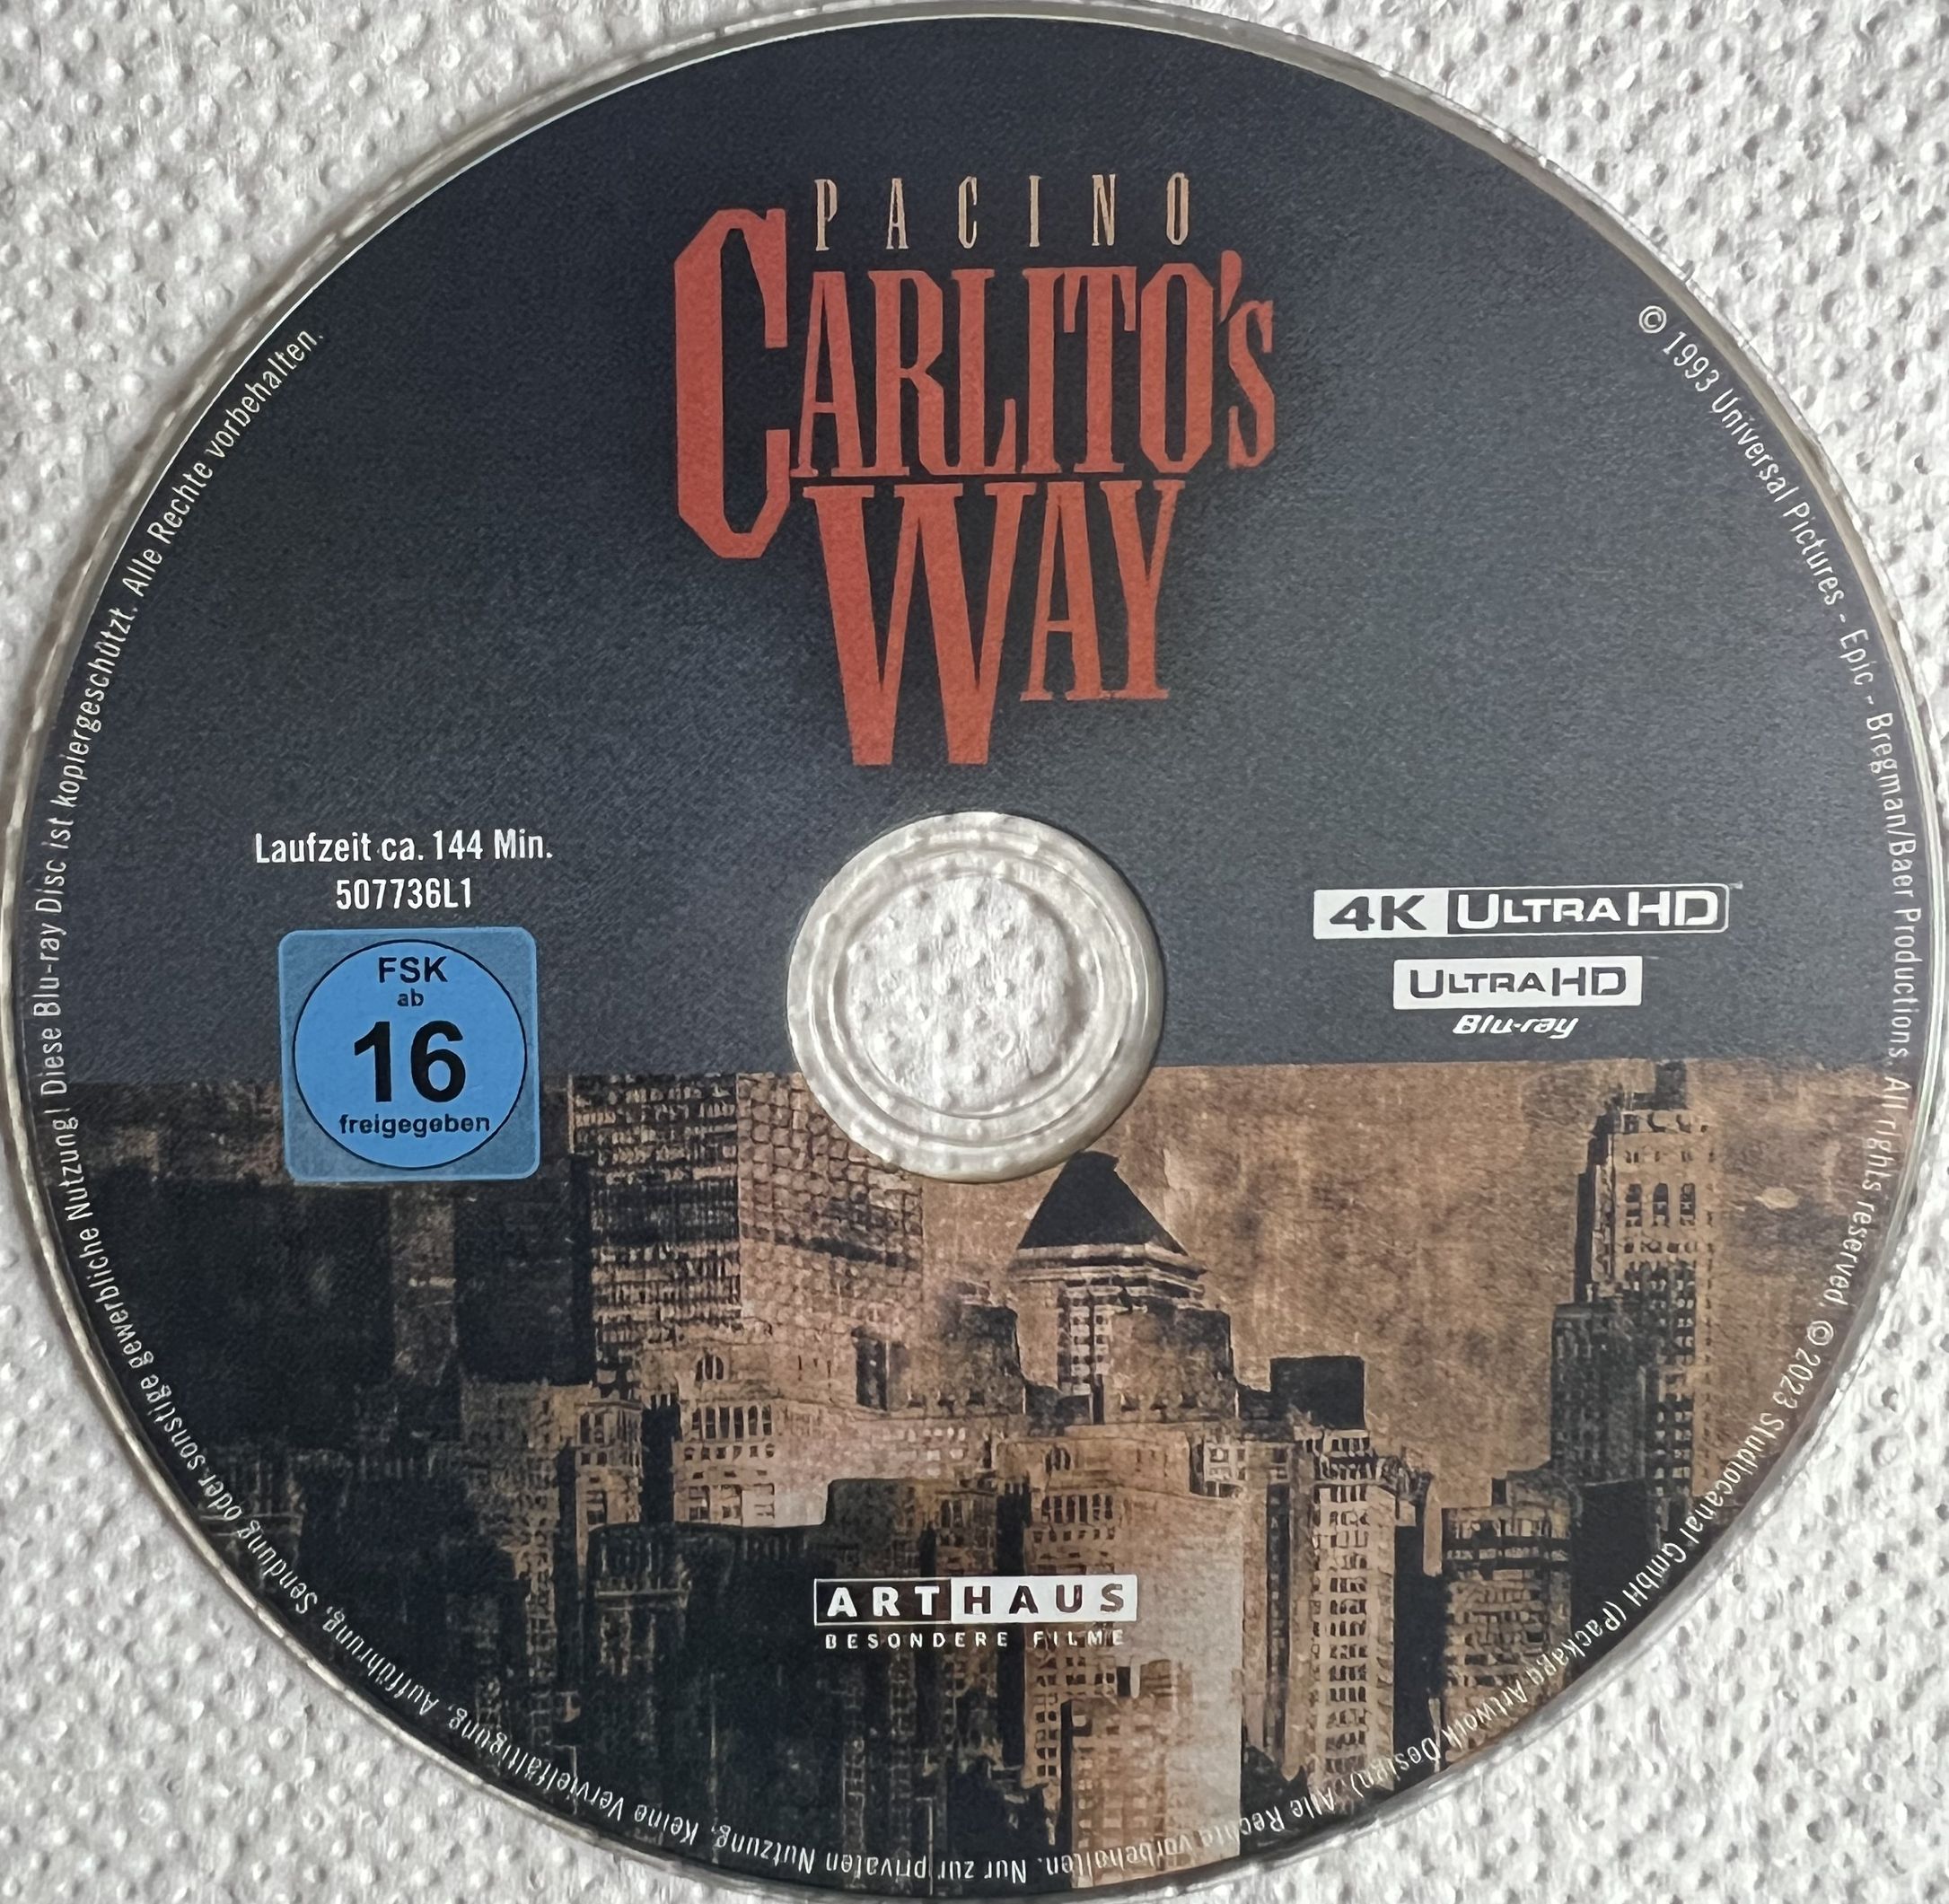 PACINO
CARLITO'S
WAY
Laufzeit ca. 144 Min.
507736L1
FSK
ab
16
freigegeben
4K ULTRA HD
ULTRA HD
Blu-ray
ARTHAUS
BESONDERE FILME
© 1993 Universal Pictures - Epic - Bregman/Baer Productions. All rights reserved. © 2023 Studiocanal GmbH (Package Artwork Design). Alle Rechte vorbehalten. Nur zur privaten Nutzung. Keine Vervielfältigung, Aufführung, Sendung oder sonstige gewerbliche Nutzung! Diese Blu-ray Disc ist kopiergeschützt. Alle Rechte vorbehalten.